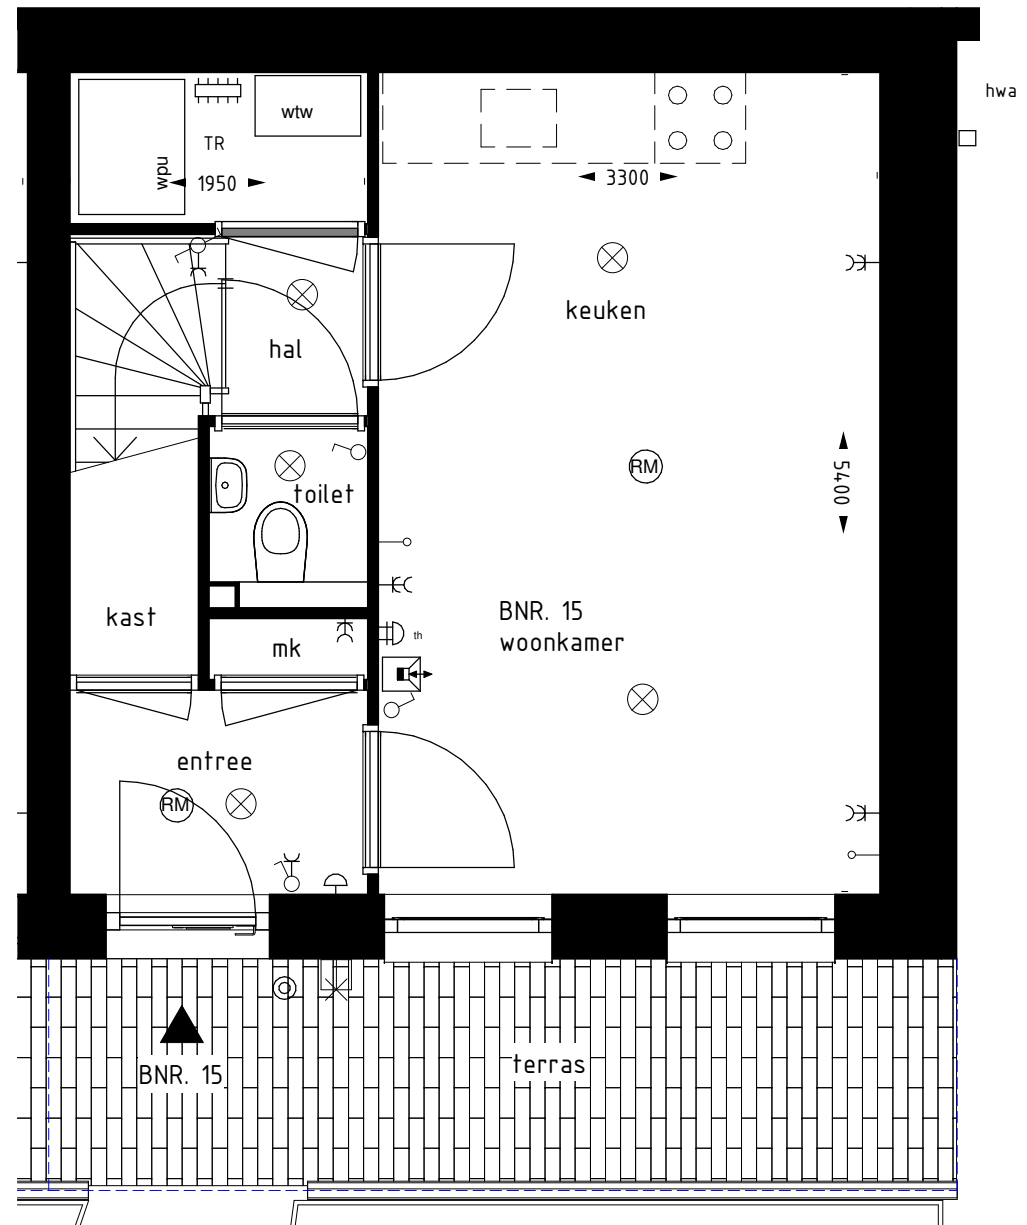 hwa
wtw
TR
wpu
1950
3300
keuken
hal
RM
5400
toilet
BNR. 15
woonkamer
kast
th
mk
entree
RM
terras
BNR. 15